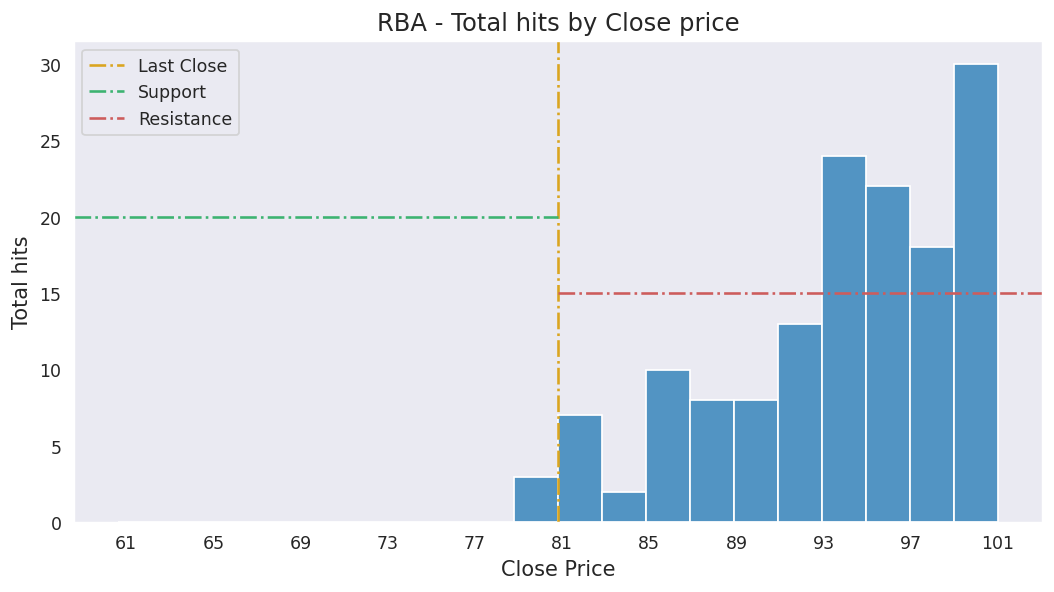 RBA - Total hits by Close price
Last Close
Support
Resistance
Total hits
30
25
20
15
10
5
0
61 65 69 73 77 81 85 89 93 97 101
Close Price